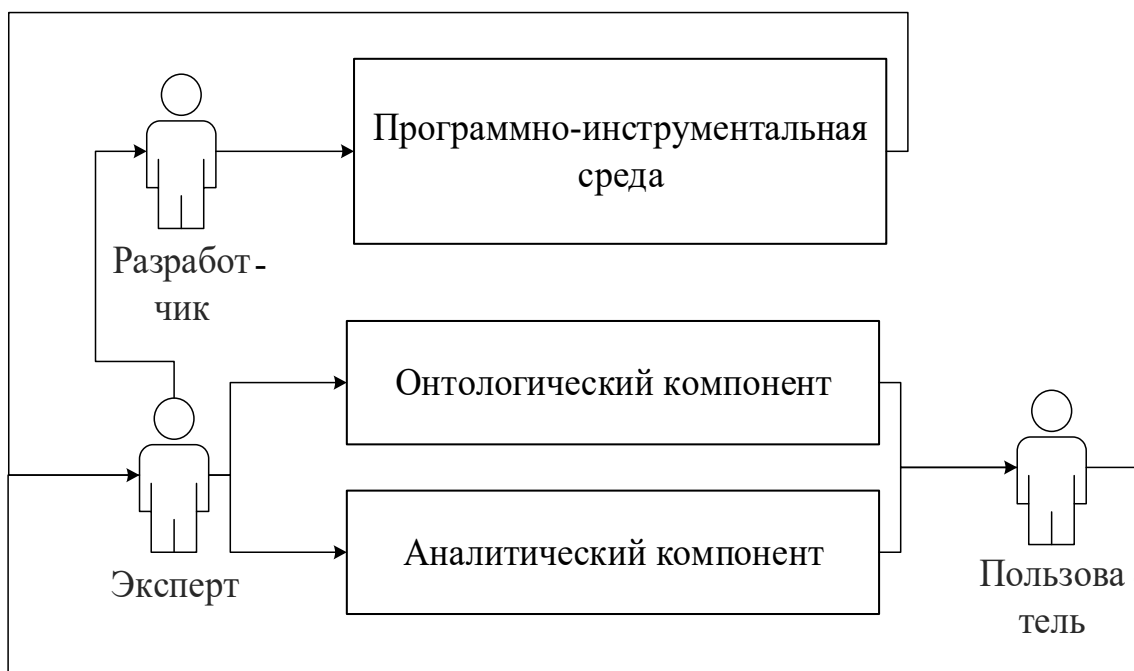 Программно-инструментальная
среда
Разработ-
чик
Онтологический компонент
Аналитический компонент
Эксперт
Пользова
тель